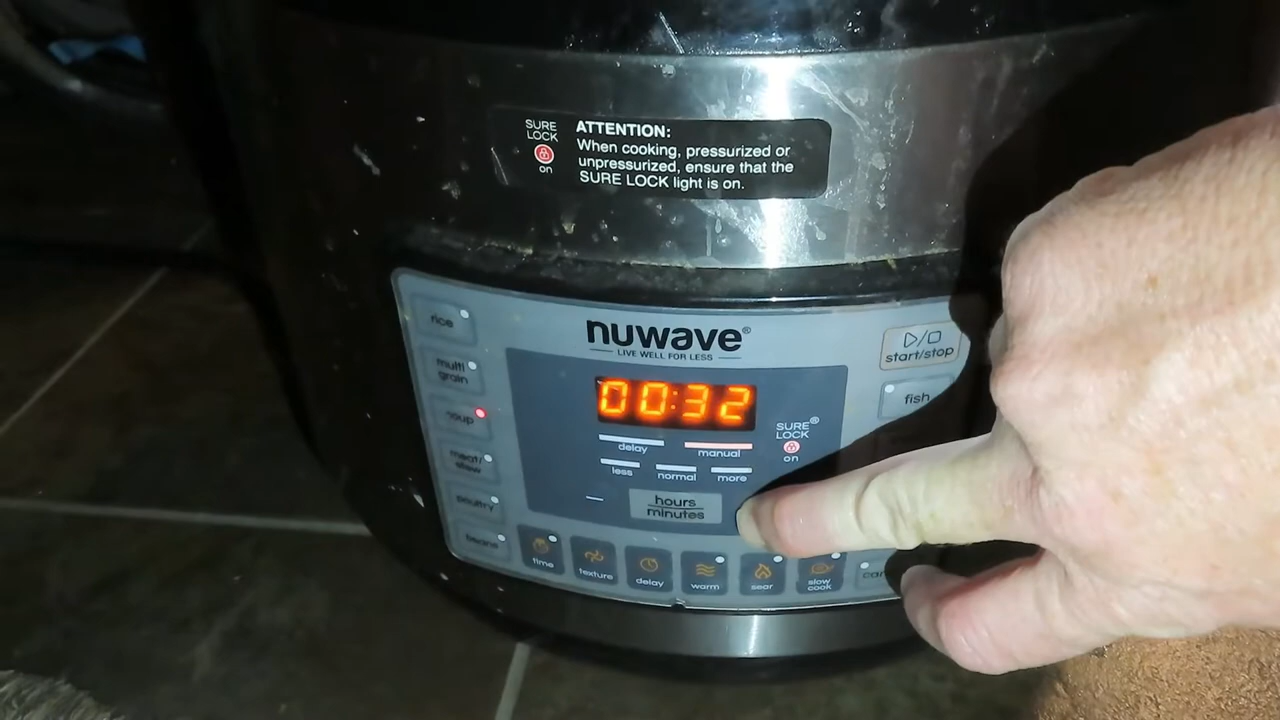 SURE
LOCK
on
ATTENTION:
When cooking, pressurized or
unpressurized, ensure that the
SURE LOCK light is on.
nuwave®
LIVE WELL FOR LESS
00:32
delay
manual
less
normal
more
SURE®
LOCK
on
hours
minutes
rice
multi
grain
soup
meat/
stew
poultry
beans
time
texture
delay
warm
sear
slow
cook
start/stop
fish